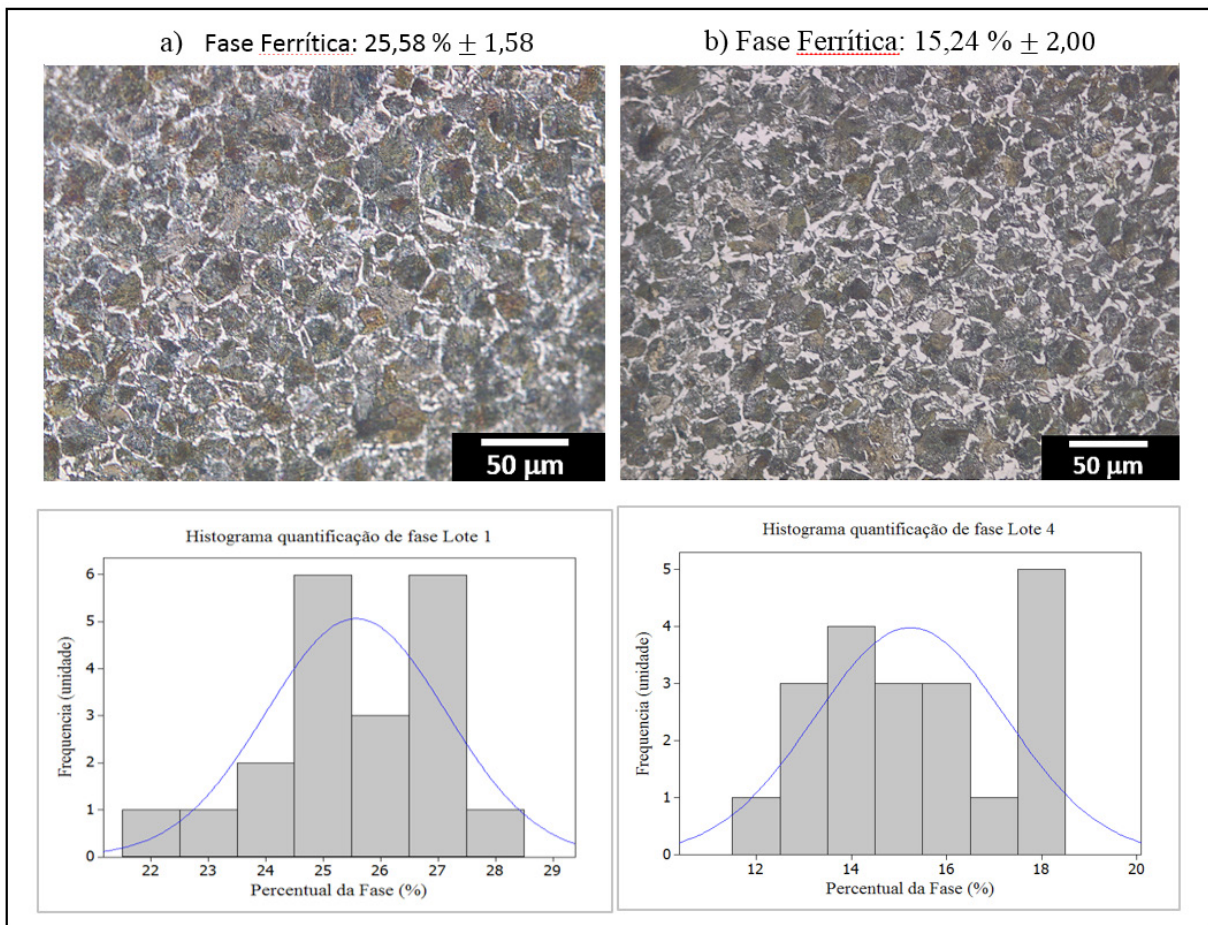 a) Fase Ferrítica: 25,58 % ± 1,58
b) Fase Ferrítica: 15,24 % ± 2,00
50 μm
50 μm
Histograma quantificação de fase Lote 1
Frequencia (unidade)
6
5
4
3
2
1
0
22 23 24 25 26 27 28 29
Percentual da Fase (%)
Histograma quantificação de fase Lote 4
Frequencia (unidade)
5
4
3
2
1
0
12 14 16 18 20
Percentual da Fase (%)